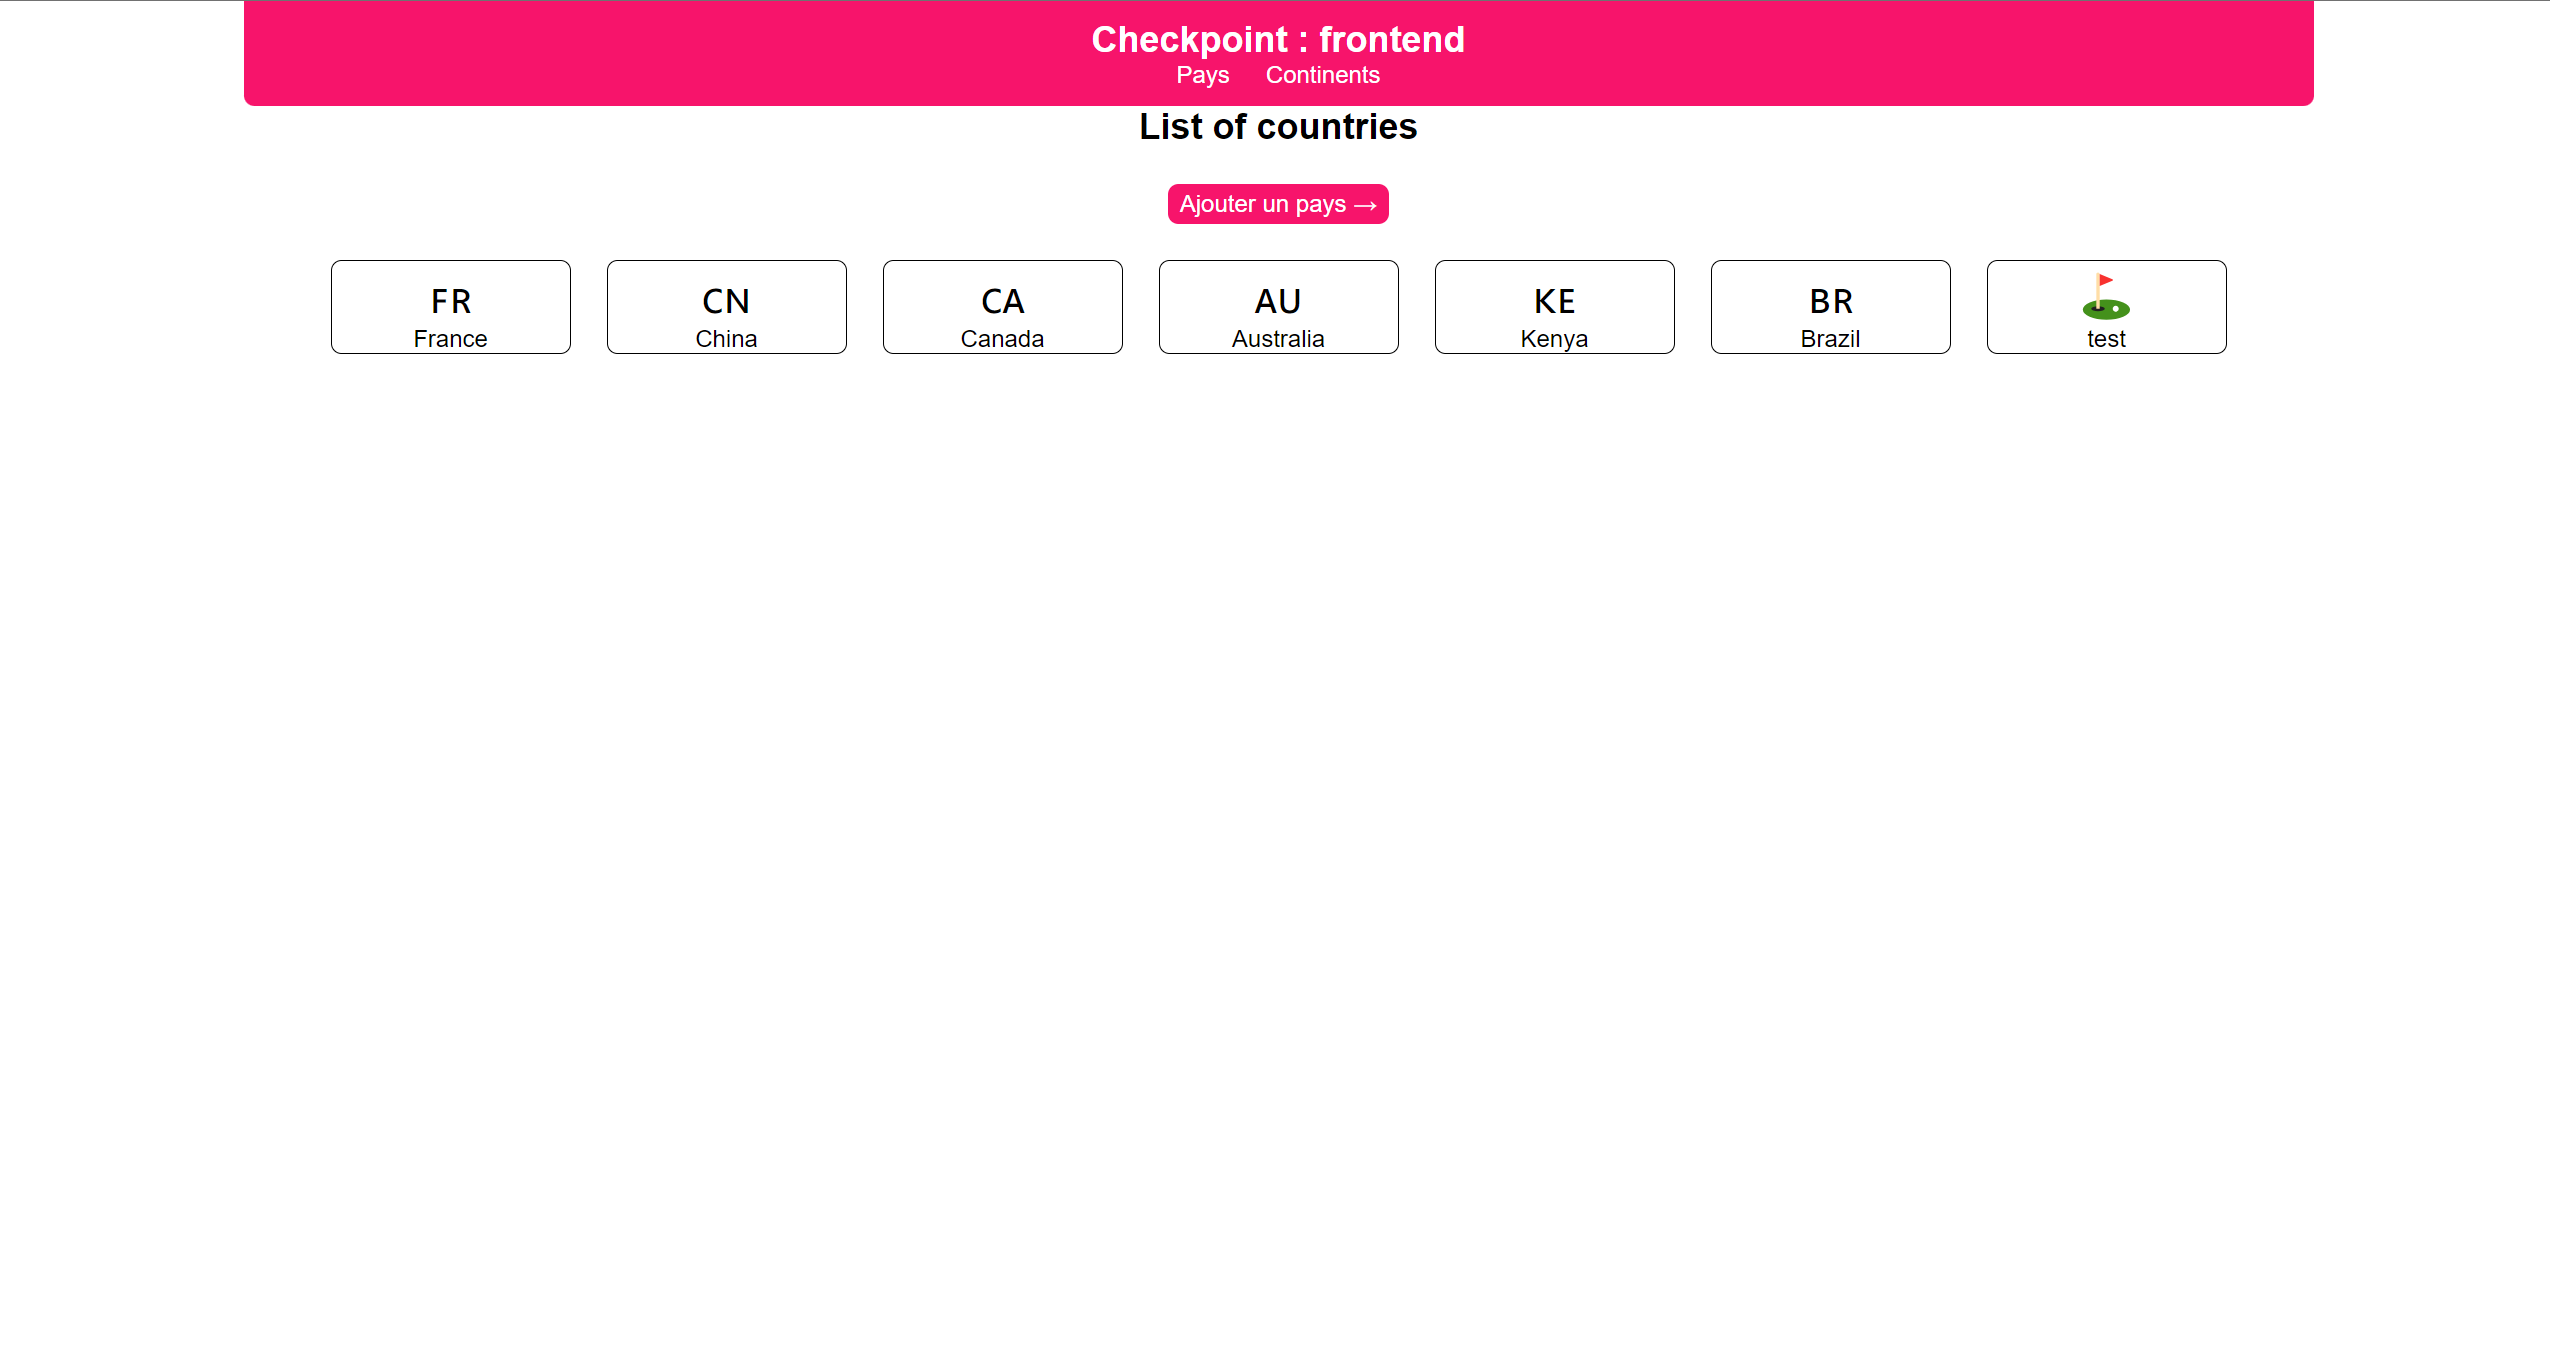 Checkpoint : frontend
Pays Continents
List of countries
Ajouter un pays →
FR CN CA AU KE BR
France China Canada Australia Kenya Brazil test